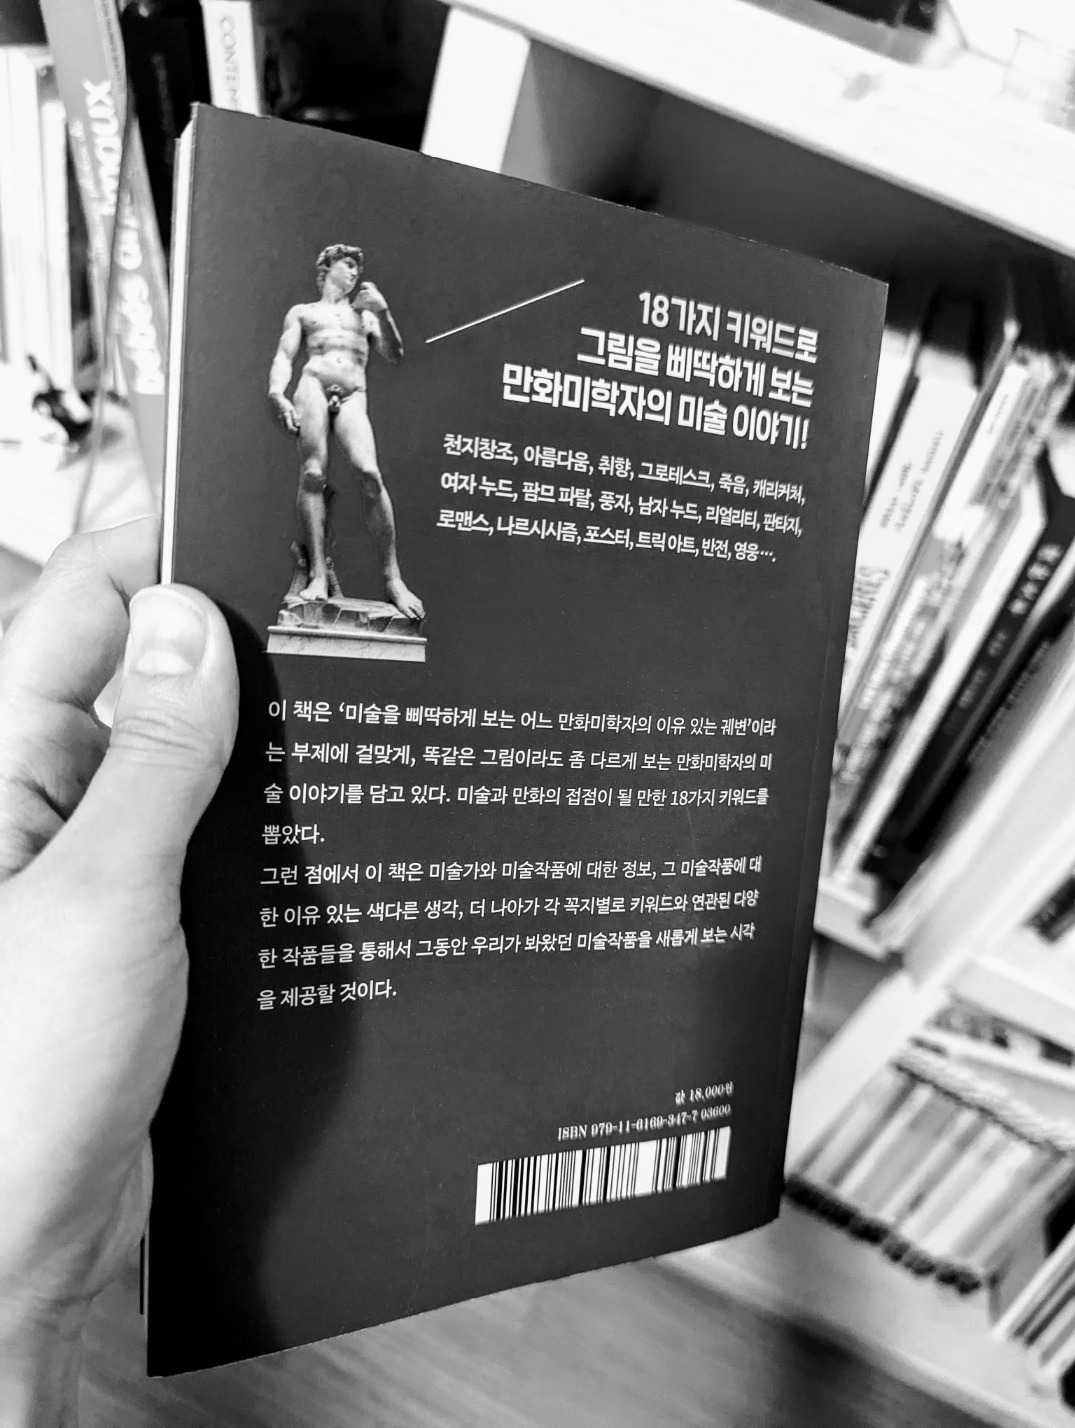 CONTEM
18가지 키워드로
그림을 삐딱하게 보는
만화미학자의 미술 이야기!
천지창조, 아름다움, 취향, 그로테스크, 죽음, 캐리커처,
여자 누드, 팜므 파탈, 풍자, 남자 누드, 리얼리티, 판타지,
로맨스, 나르시시즘, 포스터, 트릭 아트, 반전, 영웅….
이 책은 ‘미술을 삐딱하게 보는 어느 만화미학자의 이유 있는 궤변’이라
는 부제에 걸맞게, 똑같은 그림이라도 좀 다르게 보는 만화미학자의 미
술 이야기를 담고 있다. 미술과 만화의 접점이 될 만한 18가지 키워드를
뽑았다.
그런 점에서 이 책은 미술가와 미술작품에 대한 정보, 그 미술작품에 대
한 이유 있는 색다른 생각, 더 나아가 각 꼭지별로 키워드와 연관된 다양
한 작품들을 통해서 그동안 우리가 봐왔던 미술작품을 새롭게 보는 시각
을 제공할 것이다.
값 18,000원
ISBN 979-11-6169-347-7 03600